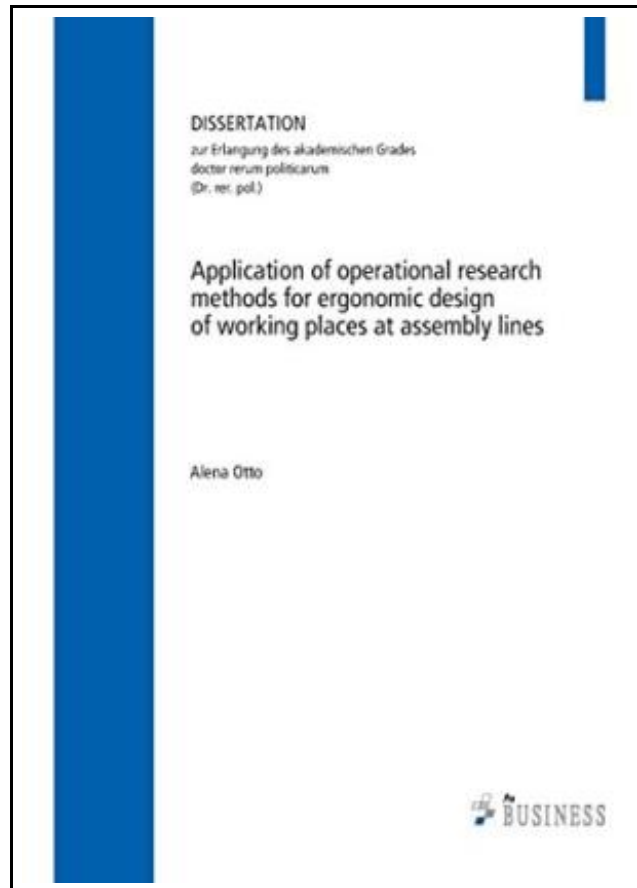 DISSERTATION
zur Erlangung des akademischen Grades
doctor rerum politicarum
(Dr. rer. pol.)
Application of operational research
methods for ergonomic design
of working places at assembly lines
Alena Otto
BUSINESS